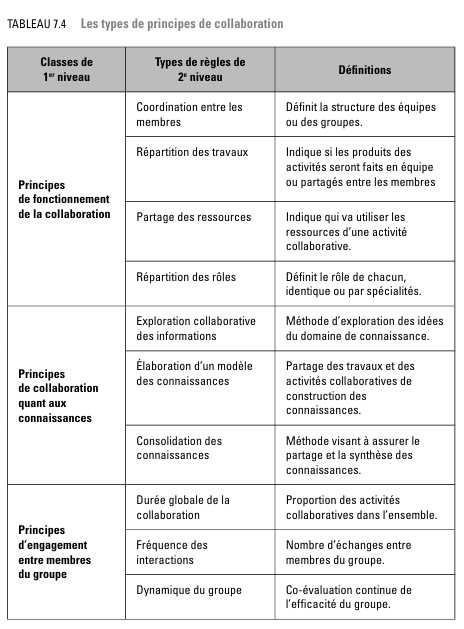 TABLEAU 7.4 Les types de principes de collaboration
Classes de
1er niveau
Types de règles de
2e niveau
Définitions
Principes
de fonctionnement
de la collaboration
Coordination entre les
membres
Définit la structure des équipes
ou des groupes.
Répartition des travaux
Indique si les produits des
activités seront faits en équipe
ou partagés entre les membres
Partage des ressources
Indique qui va utiliser les
ressources d’une activité
collaborative.
Répartition des rôles
Définit le rôle de chacun,
identique ou par spécialités.
Principes
de collaboration
quant aux
connaissances
Exploration collaborative
des informations
Méthode d’exploration des idées
du domaine de connaissance.
Élaboration d’un modèle
des connaissances
Partage des travaux et des
activités collaboratives de
construction des
connaissances.
Consolidation des
connaissances
Méthode visant à assurer le
partage et la synthèse des
connaissances.
Principes
d’engagement
entre membres
du groupe
Durée globale de la
collaboration
Proportion des activités
collaboratives dans l’ensemble.
Fréquence des
interactions
Nombre d’échanges entre
membres du groupe.
Dynamique du groupe
Co-évaluation continue de
l’efficacité du groupe.